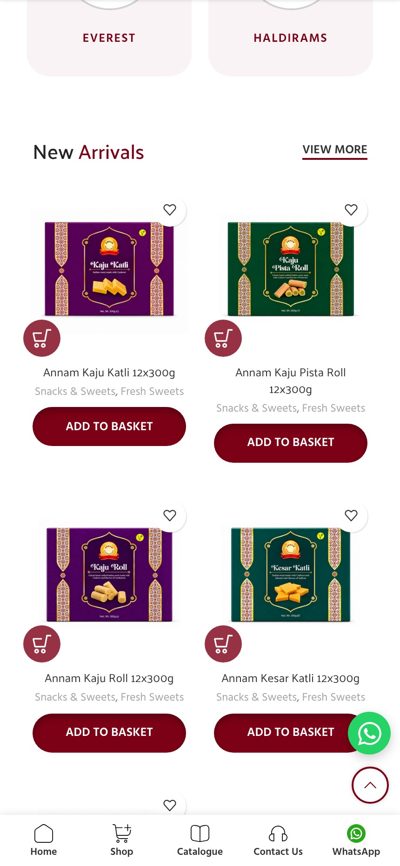 EVEREST
HALDIRAMS
New Arrivals
VIEW MORE
Kaju Katli
Kaju
Pista Roll
Annam Kaju Katli 12x300g
Snacks & Sweets, Fresh Sweets
ADD TO BASKET
Annam Kaju Pista Roll
12x300g
Snacks & Sweets, Fresh Sweets
ADD TO BASKET
Kaju Roll
Kesar Katli
Annam Kaju Roll 12x300g
Snacks & Sweets, Fresh Sweets
ADD TO BASKET
Annam Kesar Katli 12x300g
Snacks & Sweets, Fresh Sweets
ADD TO BASKET
Home
Shop
Catalogue
Contact Us
WhatsApp